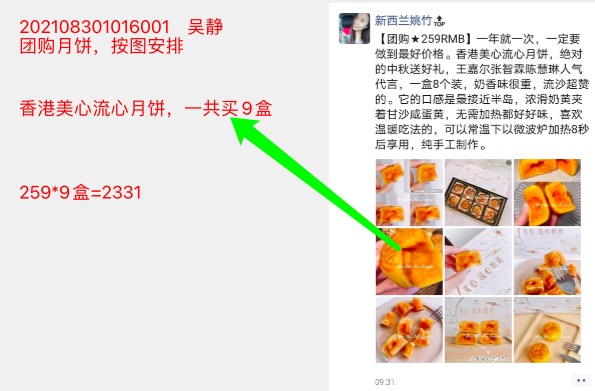 202108301016001 吴静
团购月饼，按图安排
香港美心流心月饼，一共买9盒
259*9盒=2331
新西兰姚竹TOP
【团购★259RMB】一年就一次，一定要
做到最好价格。香港美心流心月饼，绝对
的中秋送好礼，王嘉尔张智霖陈慧琳人气
代言，一盒8个装，奶香味很重，流沙超赞
的。它的口感是最接近半岛，浓滑奶黄夹
着甘沙咸蛋黄，无需加热都好好味，喜欢
温暖吃法的，可以常温下以微波炉加热8秒
后享用，纯手工制作。
09:31